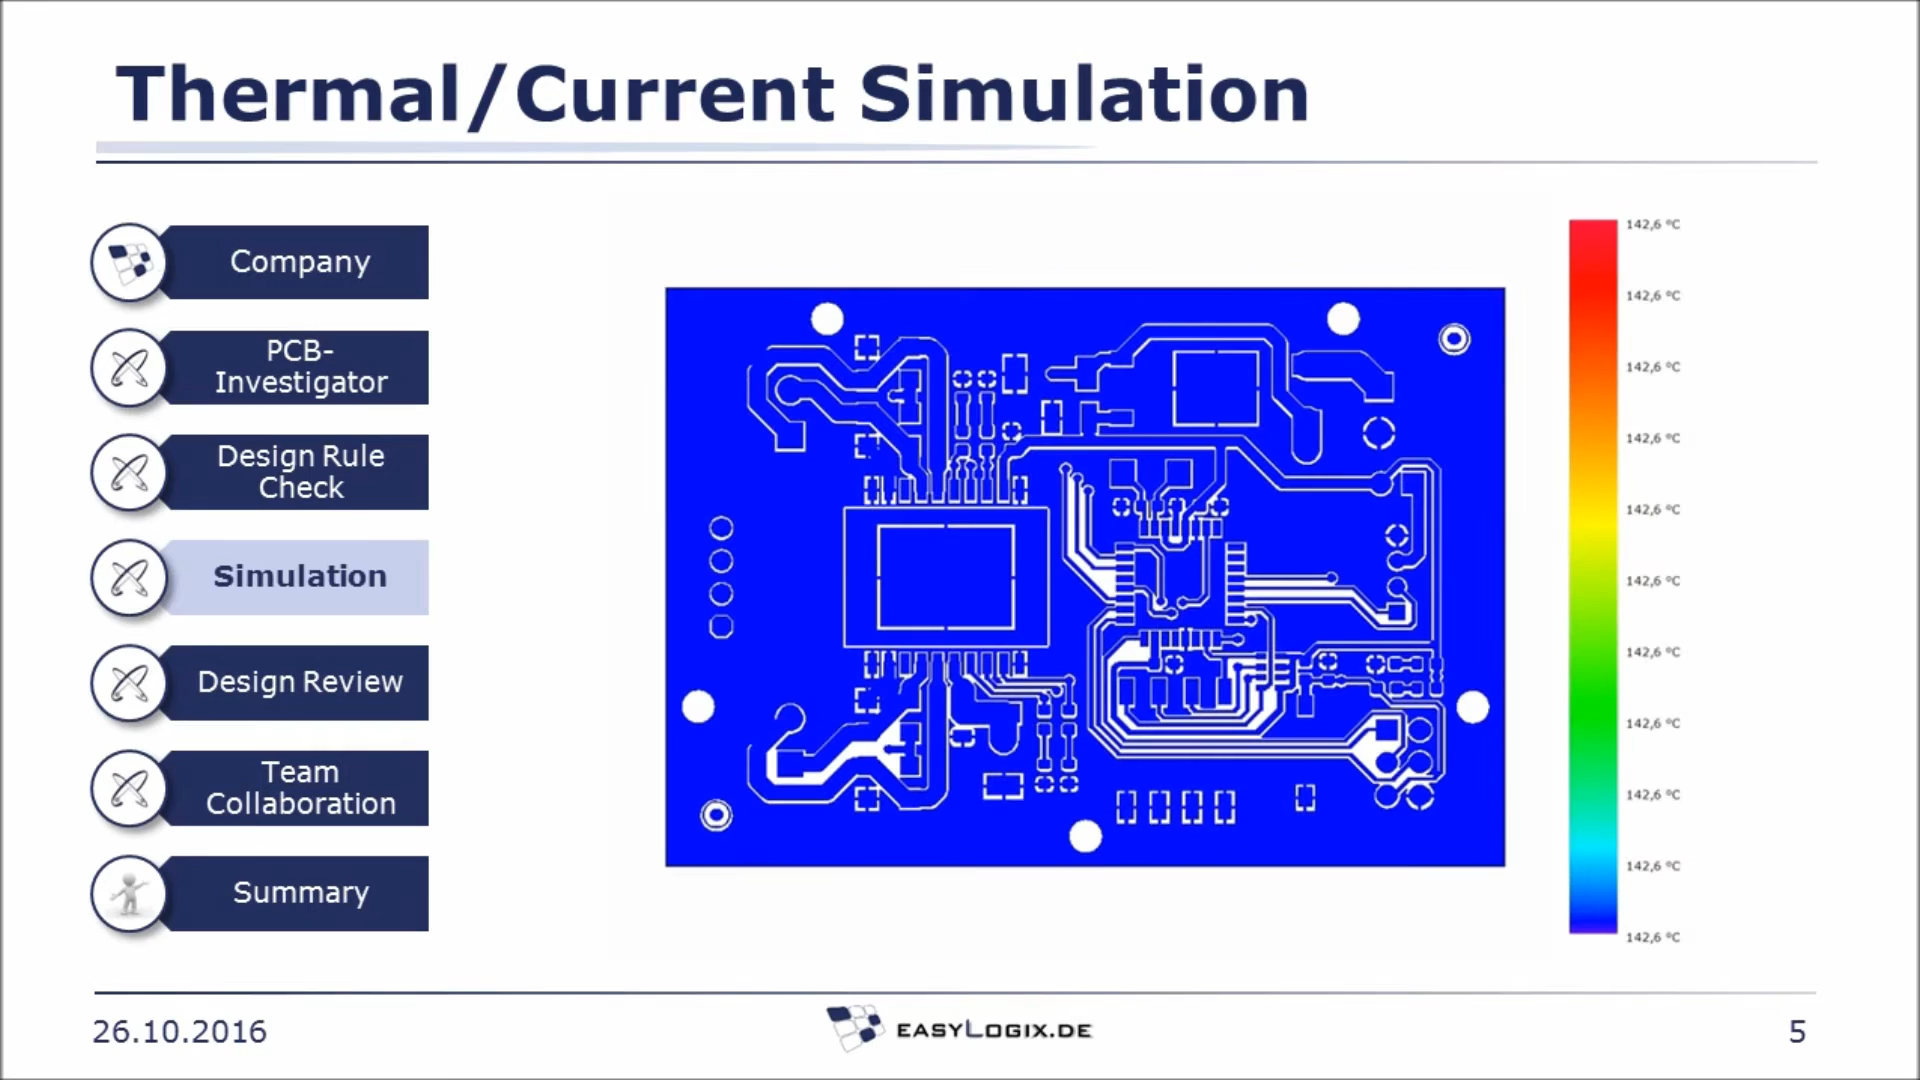 Thermal/Current Simulation
Company
PCB-
Investigator
Design Rule
Check
Simulation
Design Review
Team
Collaboration
Summary
142,6 °C
142,6 °C
142,6 °C
142,6 °C
142,6 °C
142,6 °C
142,6 °C
142,6 °C
142,6 °C
142,6 °C
142,6 °C
26.10.2016
EASYLOGIX.DE
5